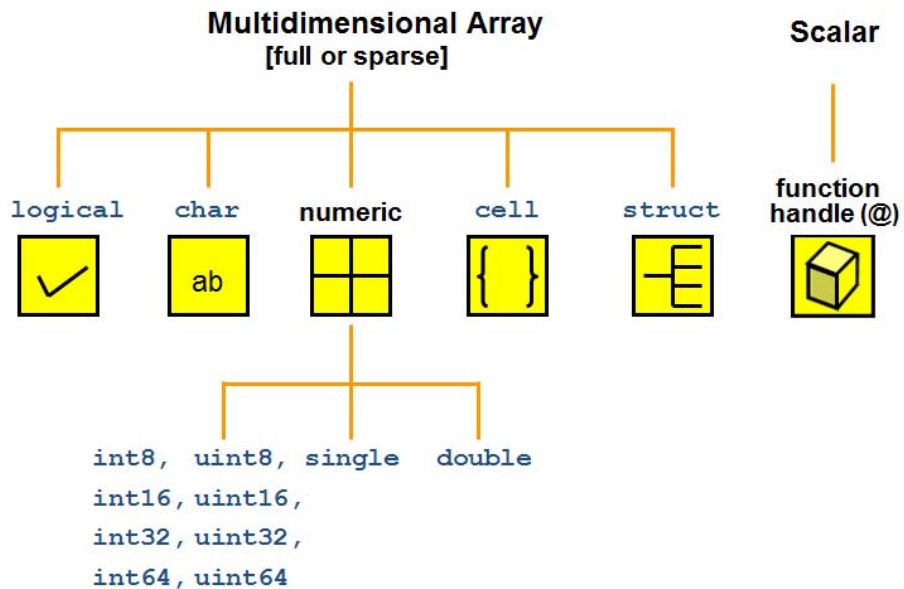 Multidimensional Array
[full or sparse]
Scalar
logical
char
numeric
cell
struct
function
handle (@)
ab
{ }
int8, uint8, single double
int16, uint16,
int32, uint32,
int64, uint64